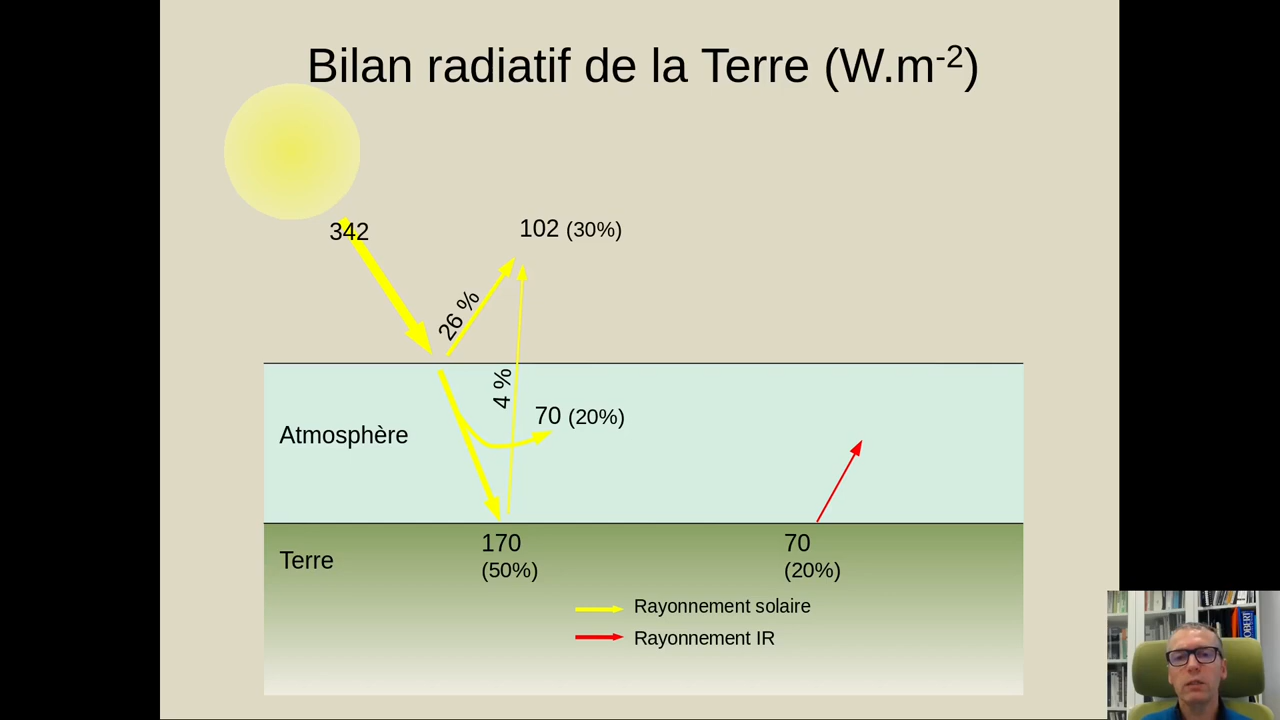 Bilan radiatif de la Terre (W.m-2)
342
102 (30%)
26 %
4 %
70 (20%)
Atmosphère
Terre
170
(50%)
70
(20%)
Rayonnement solaire
Rayonnement IR